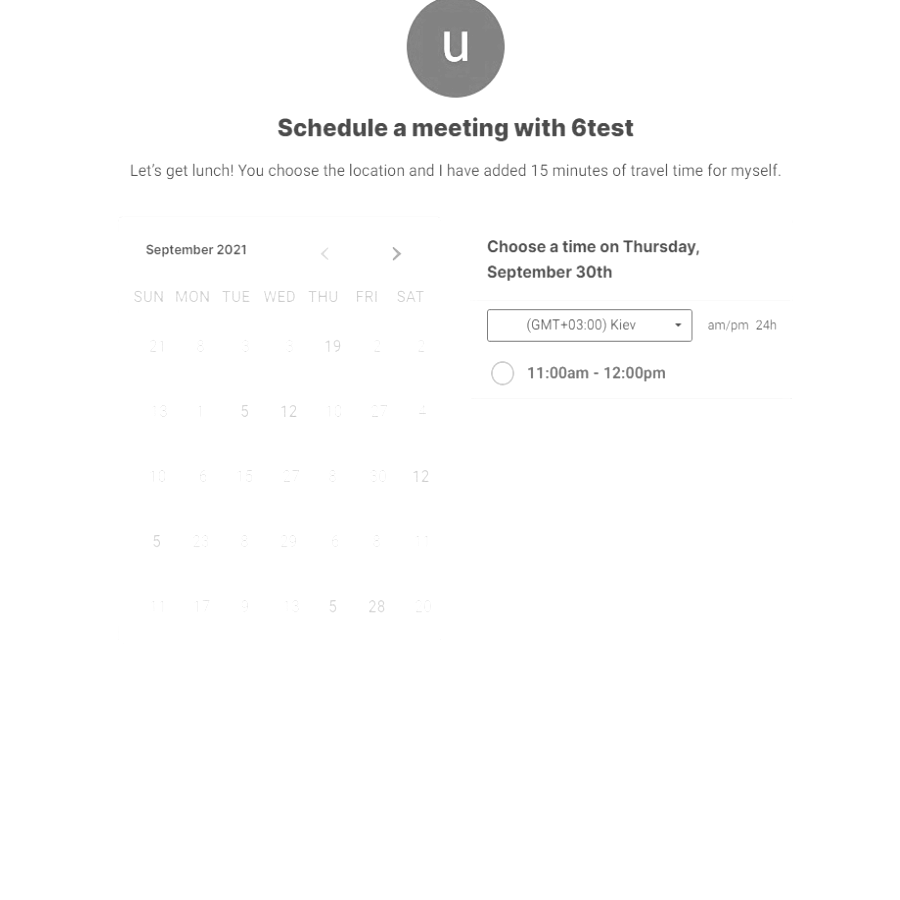 u
Schedule a meeting with 6test
Let's get lunch! You choose the location and I have added 15 minutes of travel time for myself.
September 2021
SUN MON TUE WED THU FRI SAT
21 8 3 3 19 2 2
13 1 5 12 10 27 4
10 6 15 27 8 30 12
5 23 8 29 6 8 11
11 17 9 13 5 28 20
Choose a time on Thursday,
September 30th
(GMT+03:00) Kiev am/pm 24h
11:00am - 12:00pm